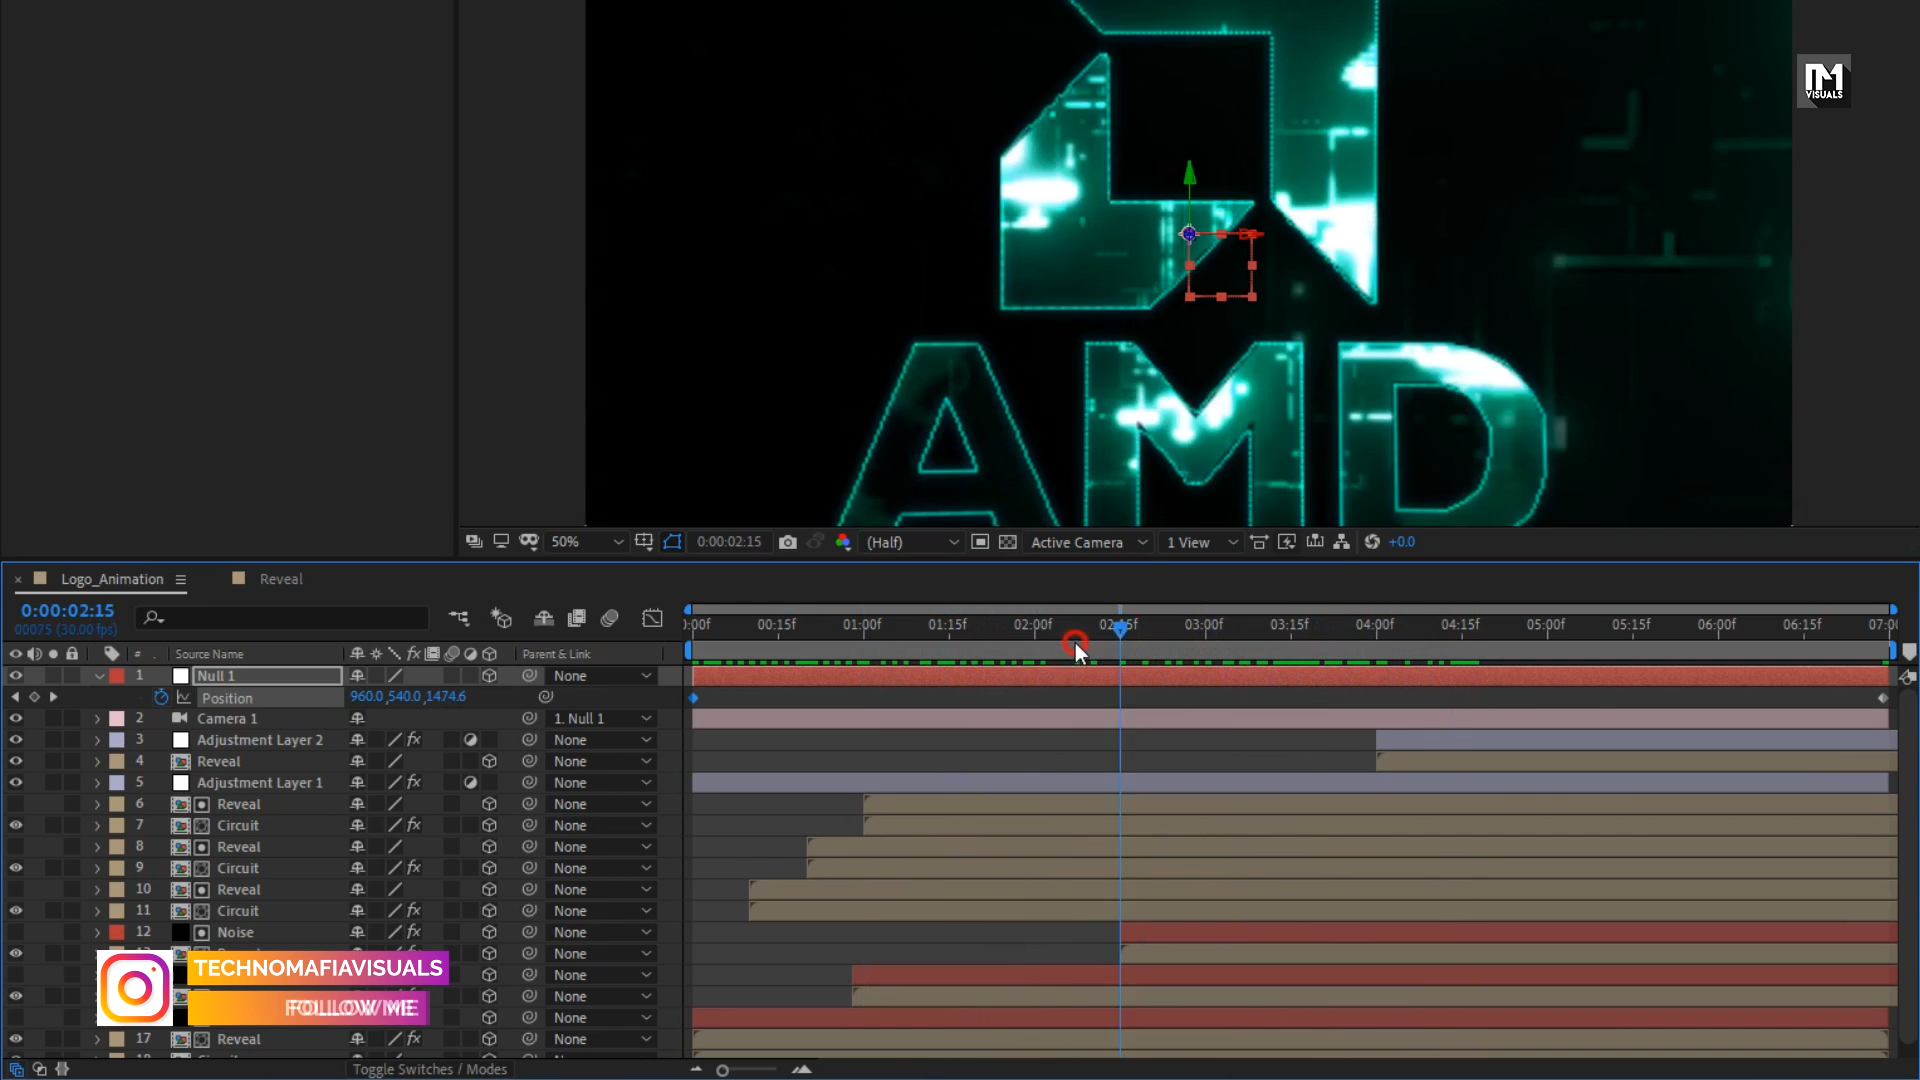 M
VISUALS
AMD
50%
0:00:02:15
(Half)
Active Camera
1 View
+0.0
Logo_Animation
Reveal
0:00:02:15
00075 (30.00 fps)
:00f 00:15f 01:00f 01:15f 02:00f 03:00f 03:15f 04:00f 04:15f 05:00f 05:15f 06:00f 06:15f 07:00
# Source Name Parent & Link
1 Null 1 None
Position 960.0,540.0,1474.6
2 Camera 1 1. Null 1
3 Adjustment Layer 2 None
4 Reveal None
5 Adjustment Layer 1 None
6 Reveal None
7 Circuit None
8 Reveal None
9 Circuit None
10 Reveal None
11 Circuit None
12 Noise None
None
TECHNOMAFIAVISUALS
None
FOLLOW ME
None
None
17 Reveal None
Toggle Switches / Modes